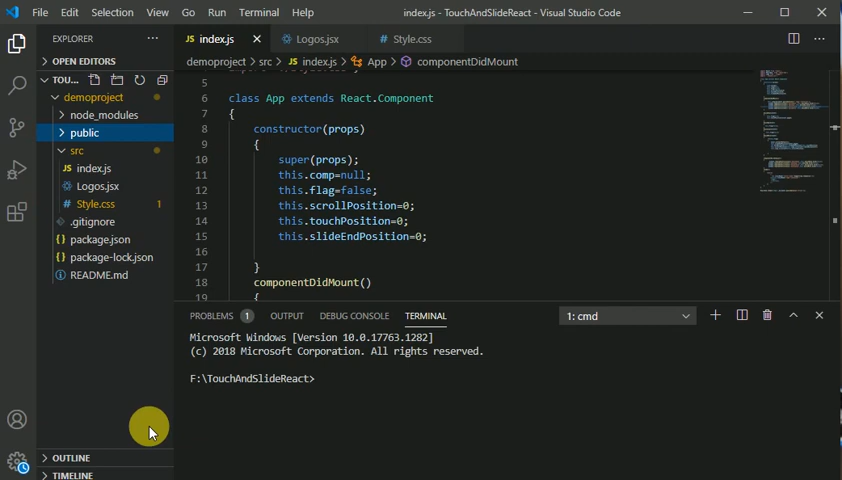 File Edit Selection View Go Run Terminal Help index.js - TouchAndSlideReact - Visual Studio Code
EXPLORER ...
index.js
Logos.jsx
Style.css
OPEN EDITORS
demoproject > src > index.js > App > componentDidMount
TOU...
demoproject
node_modules
public
src
index.js
Logos.jsx
Style.css 1
.gitignore
package.json
package-lock.json
README.md
OUTLINE
TIMELINE
5
6 class App extends React.Component
7 {
8 constructor(props)
9 {
10 super(props);
11 this.comp=null;
12 this.flag=false;
13 this.scrollPosition=0;
14 this.touchPosition=0;
15 this.slideEndPosition=0;
16
17 }
18 componentDidMount()
19 {
PROBLEMS 1 OUTPUT DEBUG CONSOLE TERMINAL 1: cmd
Microsoft Windows [Version 10.0.17763.1282]
(c) 2018 Microsoft Corporation. All rights reserved.
F:\TouchAndSlideReact>